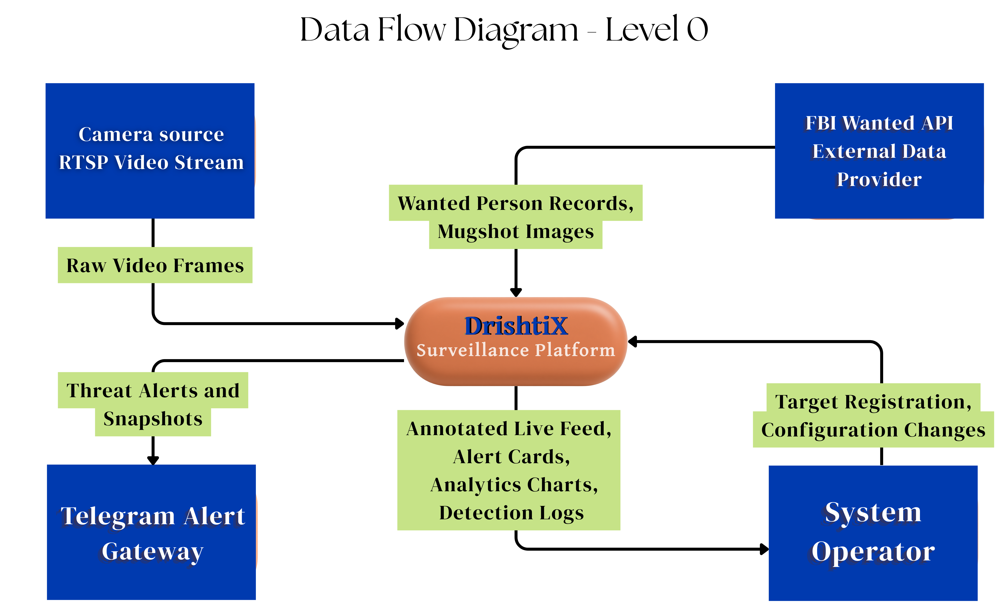 Data Flow Diagram - Level 0
Camera source
RTSP Video Stream
FBI Wanted API
External Data
Provider
Wanted Person Records,
Mugshot Images
Raw Video Frames
DrishtiX
Surveillance Platform
Threat Alerts and
Snapshots
Target Registration,
Configuration Changes
Annotated Live Feed,
Alert Cards,
Analytics Charts,
Detection Logs
Telegram Alert
Gateway
System
Operator